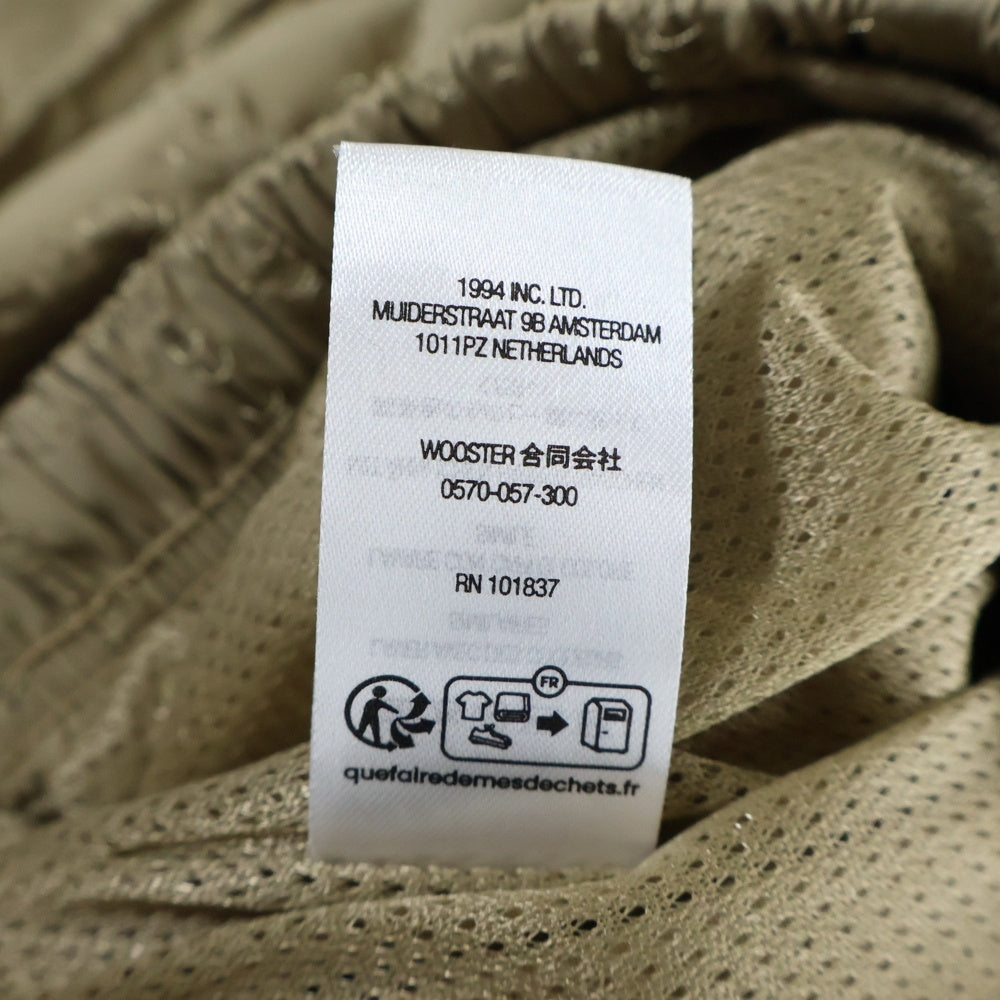 1994 INC. LTD.
MUIDERSTRAAT 9B AMSTERDAM
1011PZ NETHERLANDS
WOOSTER 合同会社
0570-057-300
RN 101837
FR
quefairedemesdechets.fr